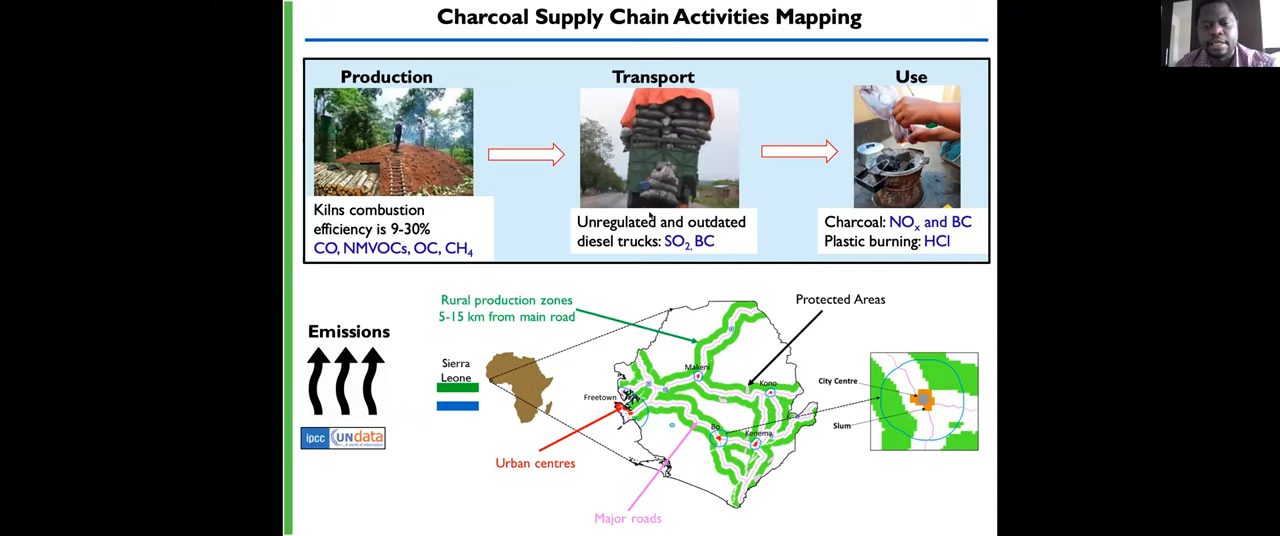 Charcoal Supply Chain Activities Mapping
Production
Transport
Use
Kilns combustion
efficiency is 9-30%
CO, NMVOCs, OC, CH₄
Unregulated and outdated
diesel trucks: SO₂, BC
Charcoal: NOₓ and BC
Plastic burning: HCl
Emissions
ipcc
UNdata
Rural production zones
5-15 km from main road
Protected Areas
Sierra
Leone
Makeni
Kono
Freetown
Bo
Kenema
City Centre
Slum
Urban centres
Major roads